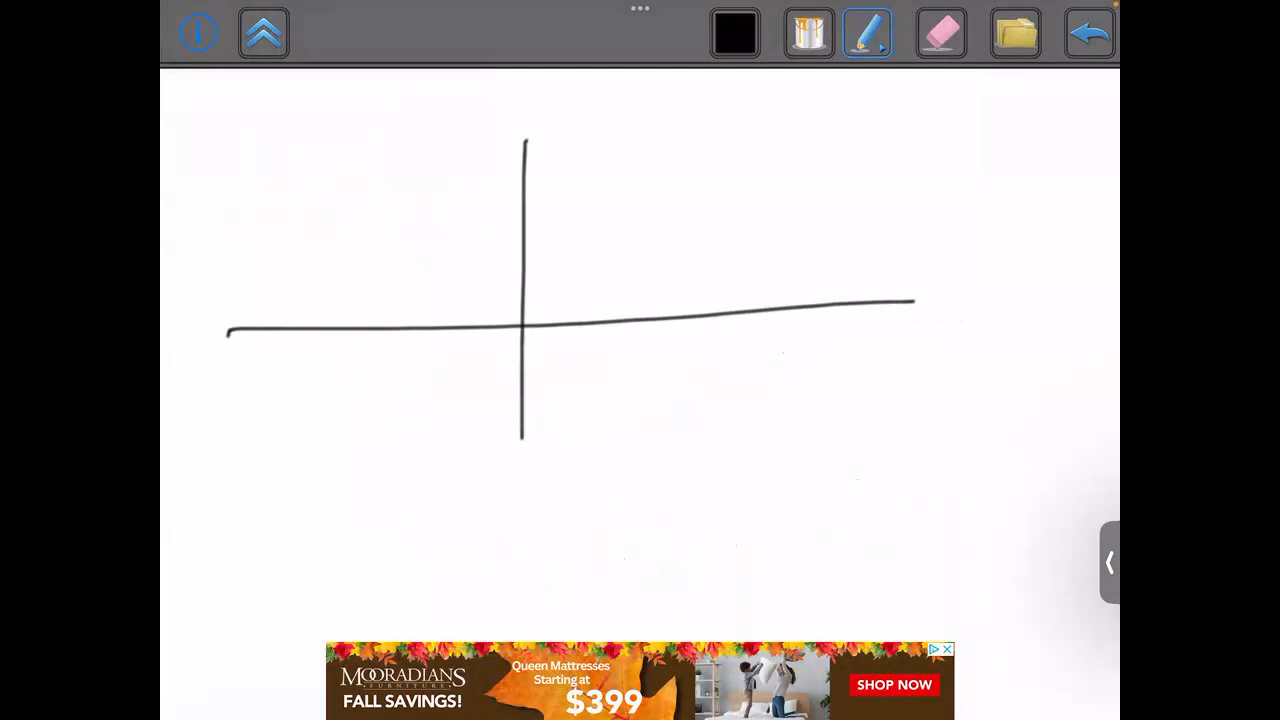 MOORADIANS
FURNITURE
FALL SAVINGS!
Queen Mattresses
Starting at
$399
SHOP NOW